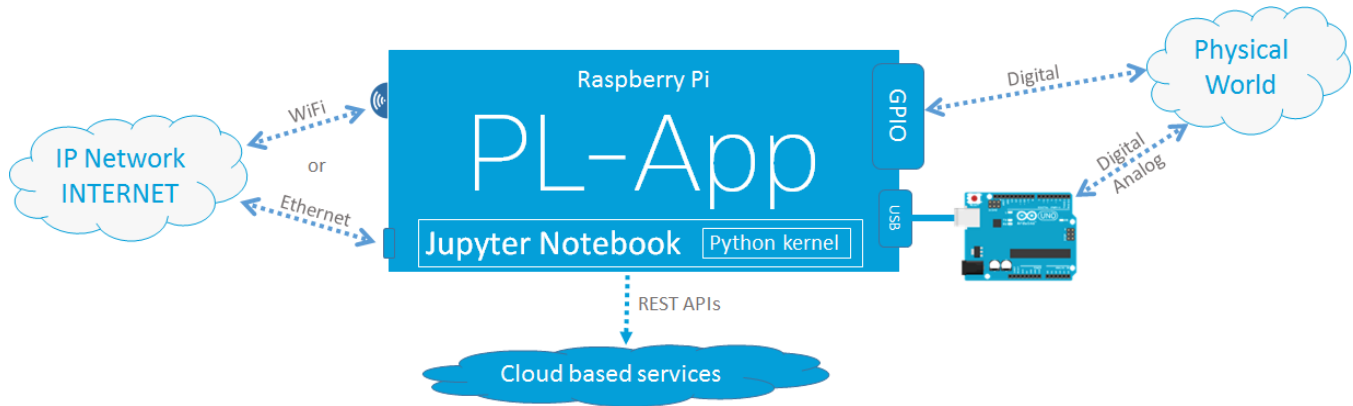 Raspberry Pi
PL-App
Jupyter Notebook
Python kernel
GPIO
USB
WiFi
or
Ethernet
IP Network
INTERNET
Digital
Physical
World
Digital
Analog
UNO
REST APIs
Cloud based services